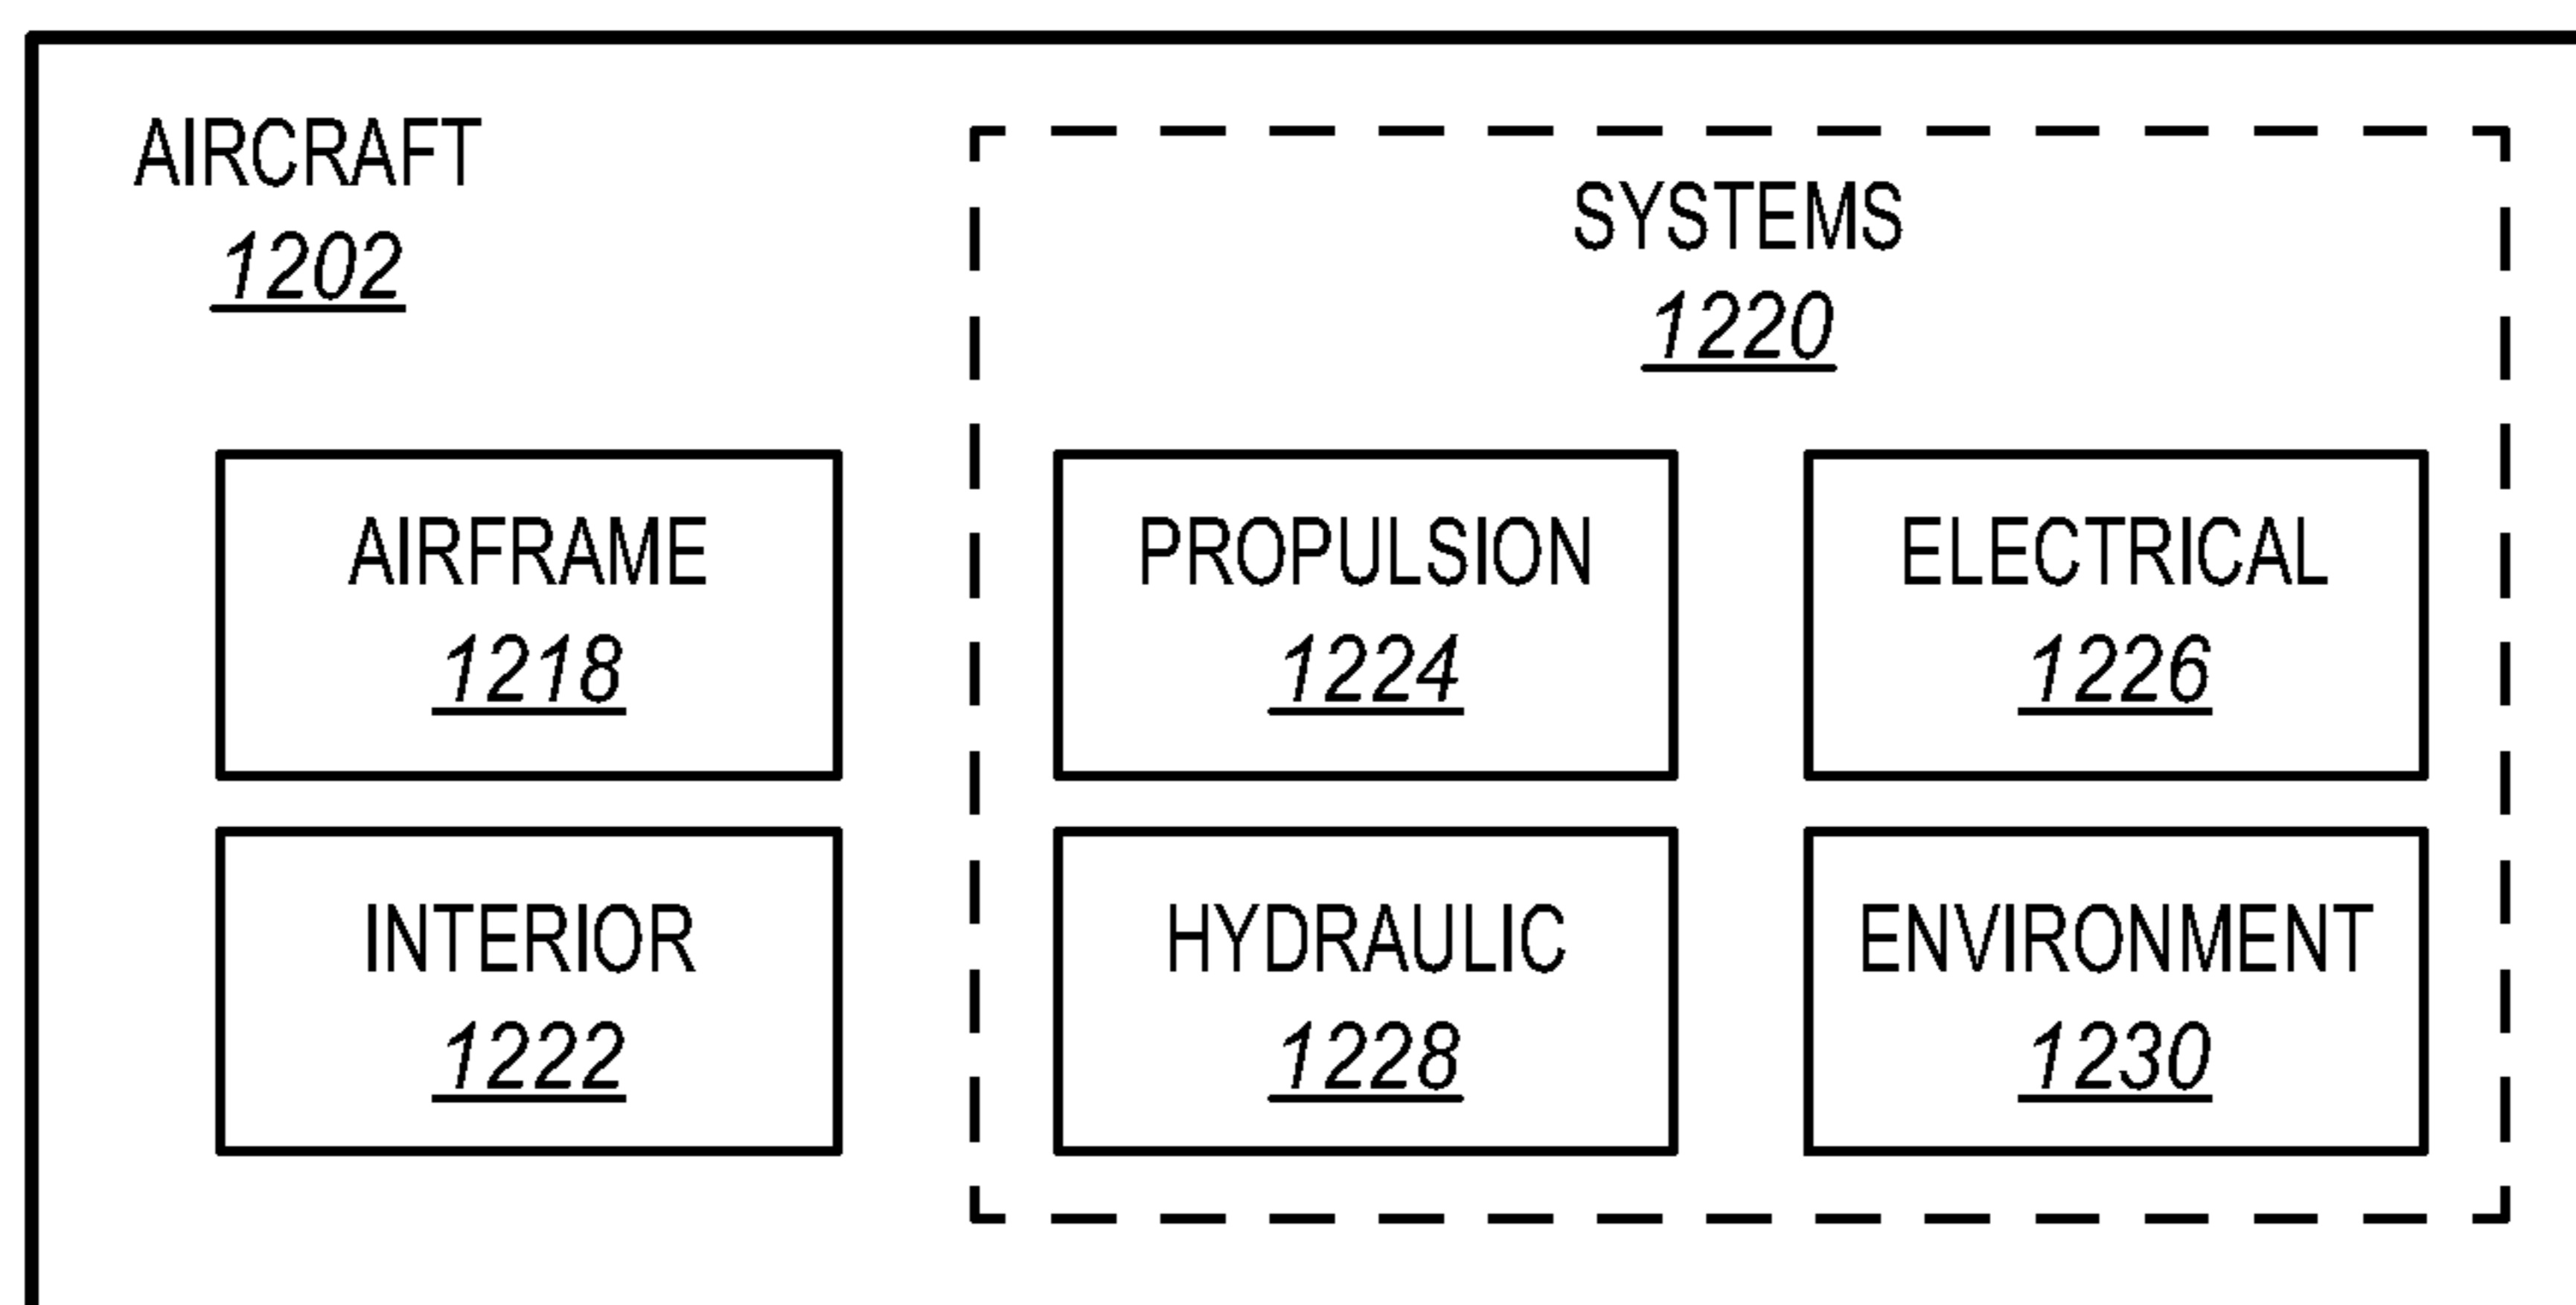 AIRCRAFT
1202
SYSTEMS
1220
AIRFRAME
1218
PROPULSION
1224
ELECTRICAL
1226
INTERIOR
1222
HYDRAULIC
1228
ENVIRONMENT
1230